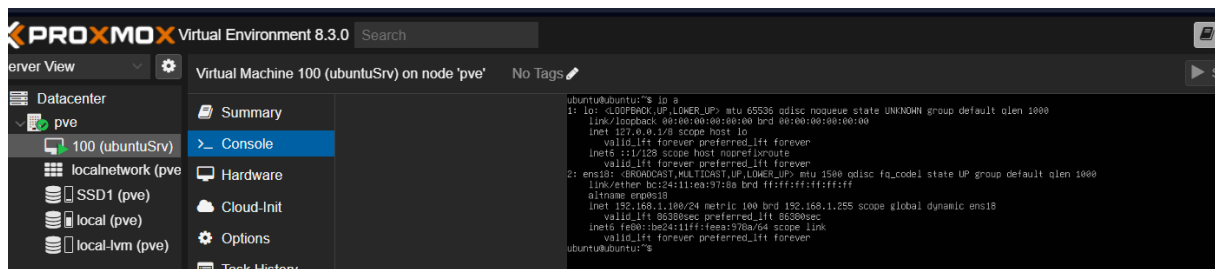 PROXMOX Virtual Environment 8.3.0 Search
erver View
Virtual Machine 100 (ubuntuSrv) on node 'pve' No Tags
Datacenter
pve
100 (ubuntuSrv)
localnetwork (pve
SSD1 (pve)
local (pve)
local-lvm (pve)
Summary
>_ Console
Hardware
Cloud-Init
Options
Task History
ubuntu@ubuntu:~$ ip a
1: lo: <LOOPBACK,UP,LOWER_UP> mtu 65536 qdisc noqueue state UNKNOWN group default qlen 1000
link/loopback 00:00:00:00:00:00 brd 00:00:00:00:00:00
inet 127.0.0.1/8 scope host lo
valid_lft forever preferred_lft forever
inet6 ::1/128 scope host noprefixroute
valid_lft forever preferred_lft forever
2: ens18: <BROADCAST,MULTICAST,UP,LOWER_UP> mtu 1500 qdisc fq_codel state UP group default qlen 1000
link/ether bc:24:11:ea:97:8a brd ff:ff:ff:ff:ff:ff
altname enp0s18
inet 192.168.1.100/24 metric 100 brd 192.168.1.255 scope global dynamic ens18
valid_lft 86380sec preferred_lft 86380sec
inet6 fe80::be24:11ff:feea:978a/64 scope link
valid_lft forever preferred_lft forever
ubuntu@ubuntu:~$